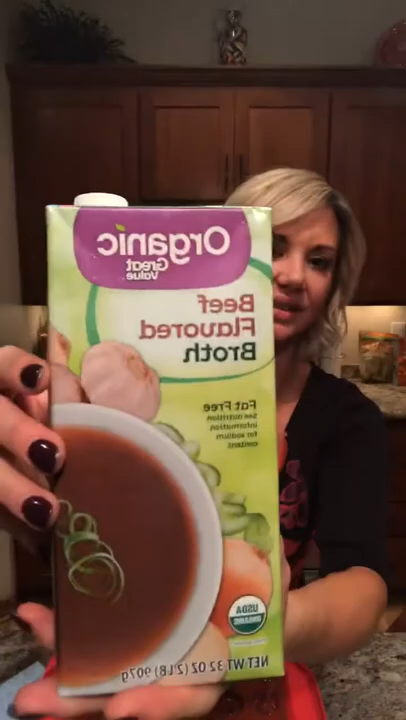 Organic
Great
Value
Beef
Flavored
Broth
Fat Free
see nutrition
information
for sodium
content
USDA
ORGANIC
NET WT 32 OZ (2 LB) 907g